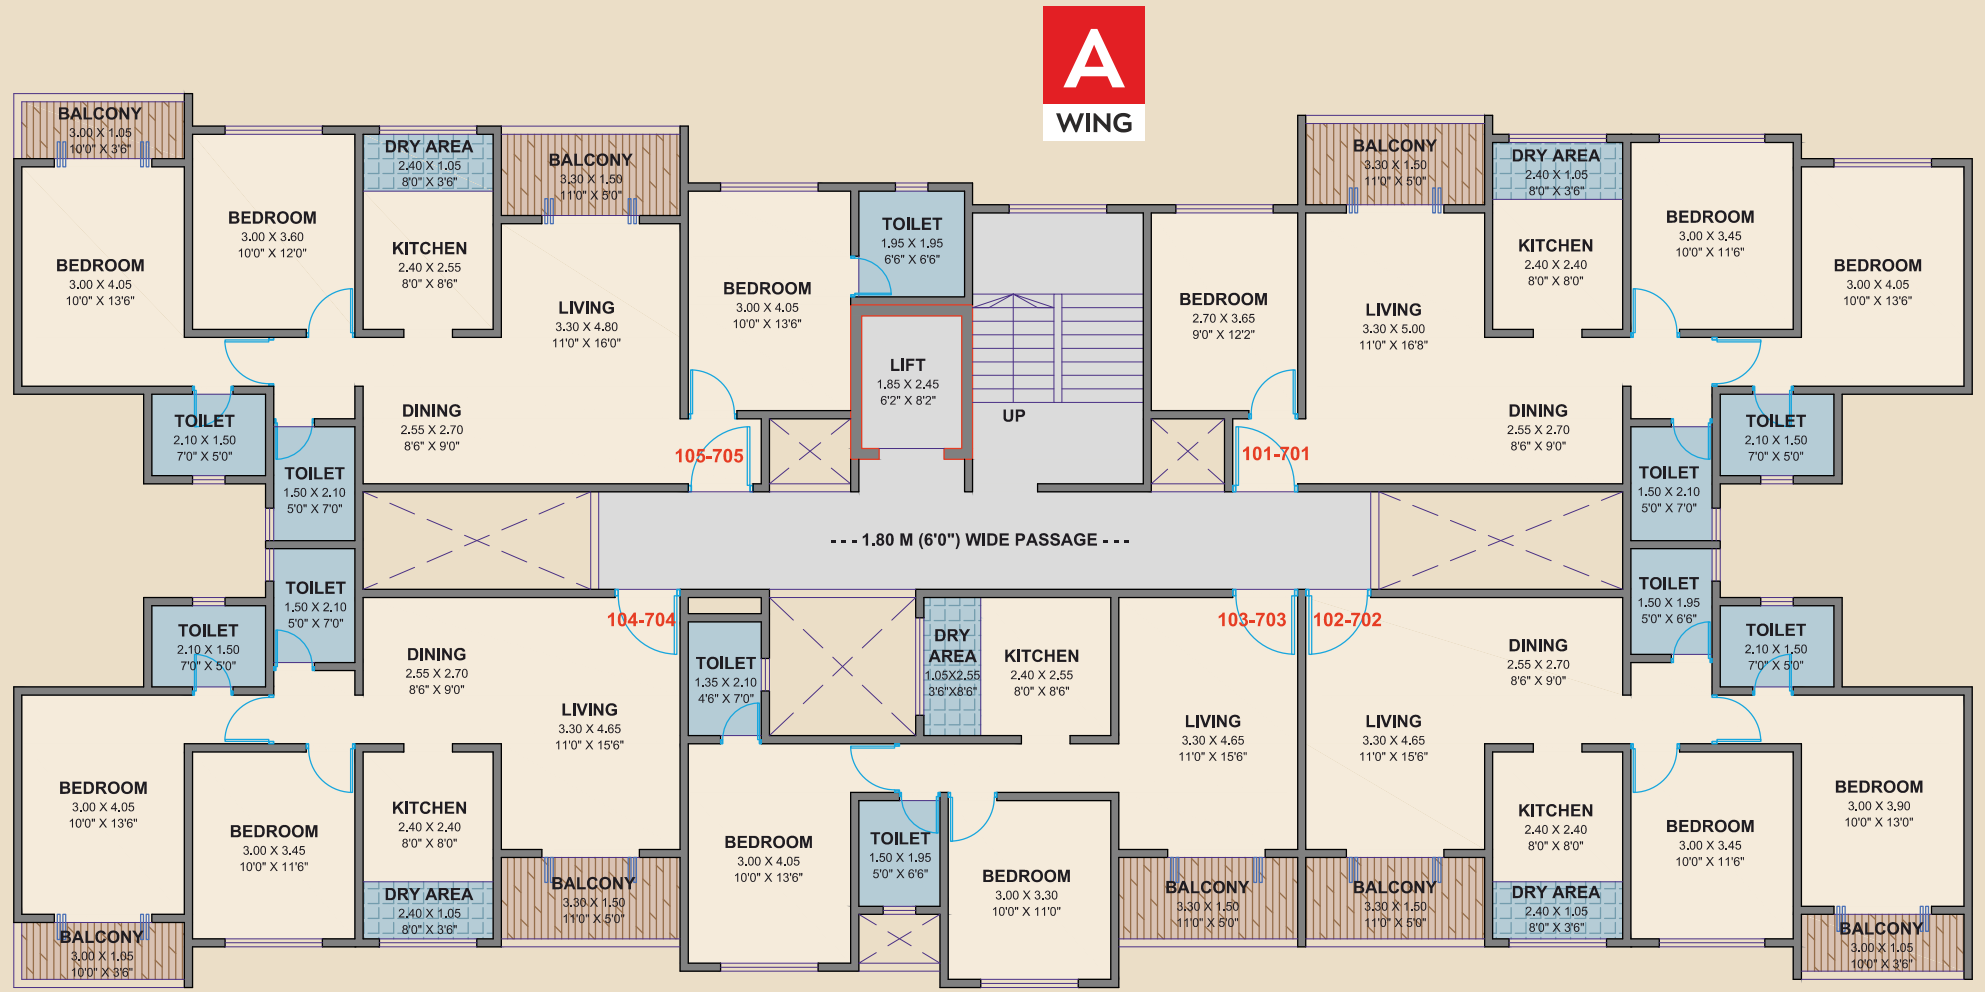 A
WING
BALCONY
3.00 X 1.05
10'0" X 3'6"
BEDROOM
3.00 X 4.05
10'0" X 13'6"
BEDROOM
3.00 X 3.60
10'0" X 12'0"
DRY AREA
2.40 X 1.05
8'0" X 3'6"
KITCHEN
2.40 X 2.55
8'0" X 8'6"
BALCONY
3.30 X 1.50
11'0" X 5'0"
LIVING
3.30 X 4.80
11'0" X 16'0"
DINING
2.55 X 2.70
8'6" X 9'0"
BEDROOM
3.00 X 4.05
10'0" X 13'6"
TOILET
1.95 X 1.95
6'6" X 6'6"
LIFT
1.85 X 2.45
6'2" X 8'2"
UP
TOILET
2.10 X 1.50
7'0" X 5'0"
TOILET
1.50 X 2.10
5'0" X 7'0"
105-705
BEDROOM
2.70 X 3.65
9'0" X 12'2"
101-701
BALCONY
3.30 X 1.50
11'0" X 5'0"
LIVING
3.30 X 5.00
11'0" X 16'8"
DRY AREA
2.40 X 1.05
8'0" X 3'6"
KITCHEN
2.40 X 2.40
8'0" X 8'0"
DINING
2.55 X 2.70
8'6" X 9'0"
BEDROOM
3.00 X 3.45
10'0" X 11'6"
BEDROOM
3.00 X 4.05
10'0" X 13'6"
TOILET
2.10 X 1.50
7'0" X 5'0"
TOILET
1.50 X 2.10
5'0" X 7'0"
--- 1.80 M (6'0") WIDE PASSAGE ---
TOILET
1.50 X 2.10
5'0" X 7'0"
TOILET
2.10 X 1.50
7'0" X 5'0"
104-704
DINING
2.55 X 2.70
8'6" X 9'0"
LIVING
3.30 X 4.65
11'0" X 15'6"
BEDROOM
3.00 X 4.05
10'0" X 13'6"
BEDROOM
3.00 X 3.45
10'0" X 11'6"
KITCHEN
2.40 X 2.40
8'0" X 8'0"
DRY AREA
2.40 X 1.05
8'0" X 3'6"
BALCONY
3.30 X 1.50
11'0" X 5'0"
BALCONY
3.00 X 1.05
10'0" X 3'6"
TOILET
1.35 X 2.10
4'6" X 7'0"
DRY
AREA
1.05X2.55
3'6"X8'6"
KITCHEN
2.40 X 2.55
8'0" X 8'6"
103-703
LIVING
3.30 X 4.65
11'0" X 15'6"
BEDROOM
3.00 X 4.05
10'0" X 13'6"
TOILET
1.50 X 1.95
5'0" X 6'6"
BEDROOM
3.00 X 3.30
10'0" X 11'0"
BALCONY
3.30 X 1.50
11'0" X 5'0"
102-702
LIVING
3.30 X 4.65
11'0" X 15'6"
DINING
2.55 X 2.70
8'6" X 9'0"
TOILET
1.50 X 1.95
5'0" X 6'6"
TOILET
2.10 X 1.50
7'0" X 5'0"
KITCHEN
2.40 X 2.40
8'0" X 8'0"
DRY AREA
2.40 X 1.05
8'0" X 3'6"
BALCONY
3.30 X 1.50
11'0" X 5'0"
BEDROOM
3.00 X 3.45
10'0" X 11'6"
BEDROOM
3.00 X 3.90
10'0" X 13'0"
BALCONY
3.00 X 1.05
10'0" X 3'6"